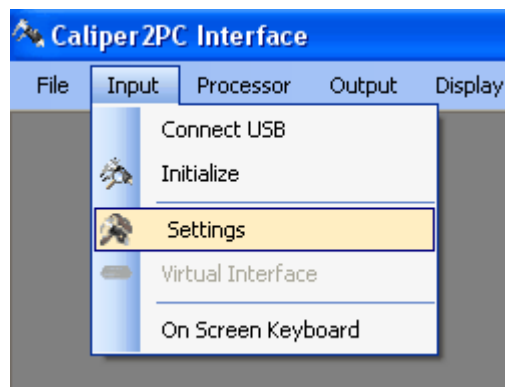 Caliper2PC Interface
File Input Processor Output Display
Connect USB
Initialize
Settings
Virtual Interface
On Screen Keyboard